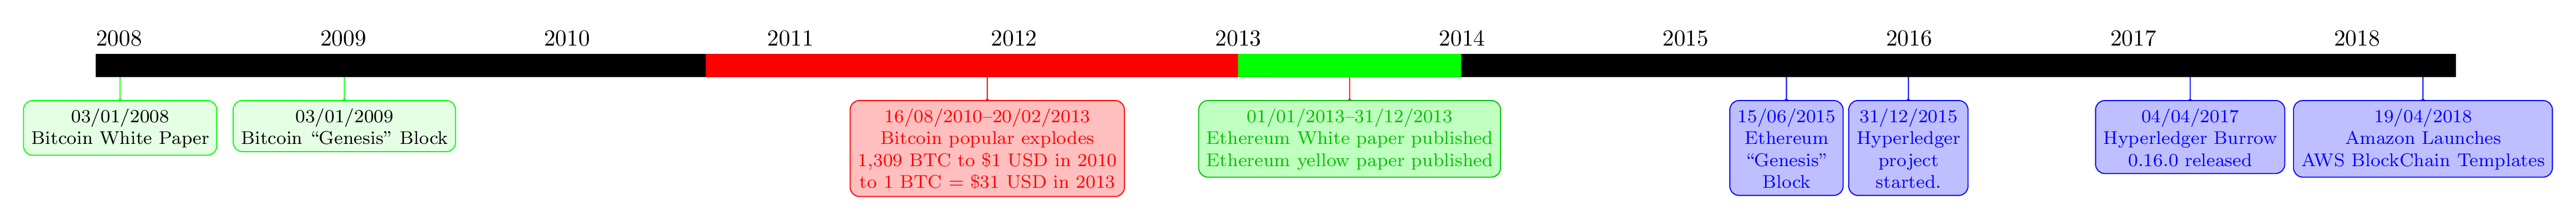 2008 2009 2010 2011 2012 2013 2014 2015 2016 2017 2018
03/01/2008
Bitcoin White Paper
03/01/2009
Bitcoin “Genesis” Block
16/08/2010–20/02/2013
Bitcoin popular explodes
1,309 BTC to $1 USD in 2010
to 1 BTC = $31 USD in 2013
01/01/2013–31/12/2013
Ethereum White paper published
Ethereum yellow paper published
15/06/2015
Ethereum
“Genesis”
Block
31/12/2015
Hyperledger
project
started.
04/04/2017
Hyperledger Burrow
0.16.0 released
19/04/2018
Amazon Launches
AWS BlockChain Templates